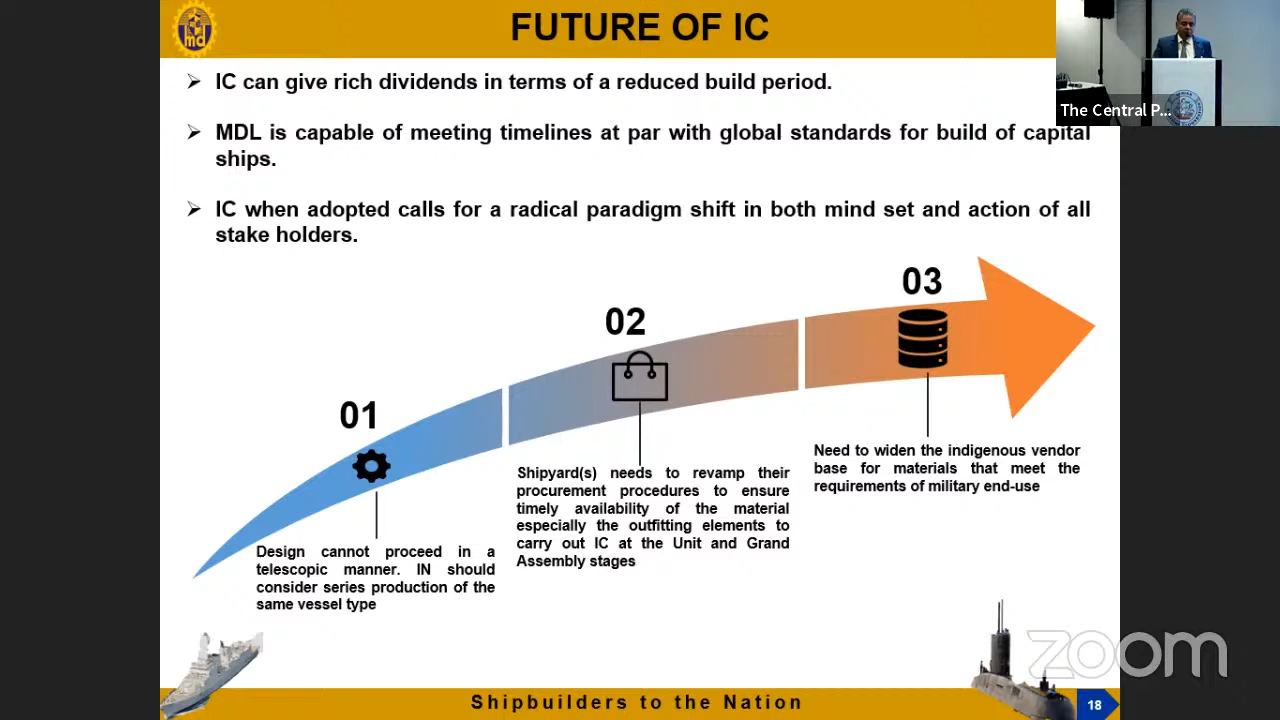 FUTURE OF IC
IC can give rich dividends in terms of a reduced build period.
MDL is capable of meeting timelines at par with global standards for build of capital
ships.
IC when adopted calls for a radical paradigm shift in both mind set and action of all
stake holders.
The Central P...
01
Design cannot proceed in a
telescopic manner. IN should
consider series production of the
same vessel type
02
Shipyard(s) needs to revamp their
procurement procedures to ensure
timely availability of the material
especially the outfitting elements to
carry out IC at the Unit and Grand
Assembly stages
03
Need to widen the indigenous vendor
base for materials that meet the
requirements of military end-use
zoom
Shipbuilders to the Nation
18